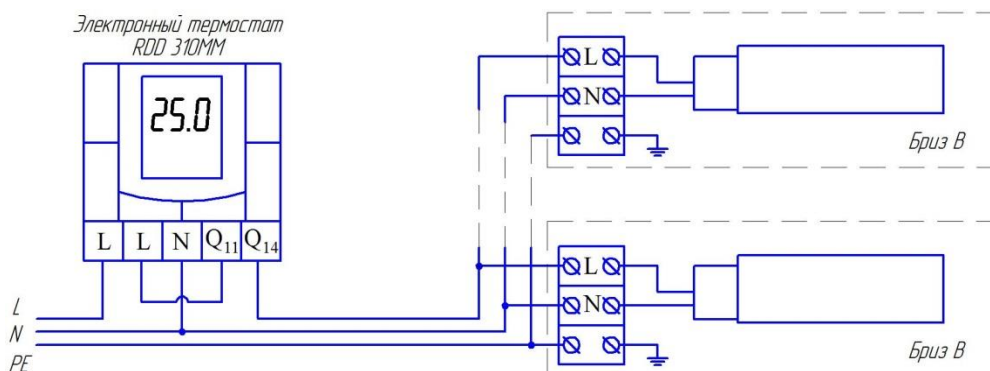 Электронный термостат
RDD 310MM
25.0
L L N Q11 Q14
L
N
PE
L
N
Бриз В
L
N
Бриз В